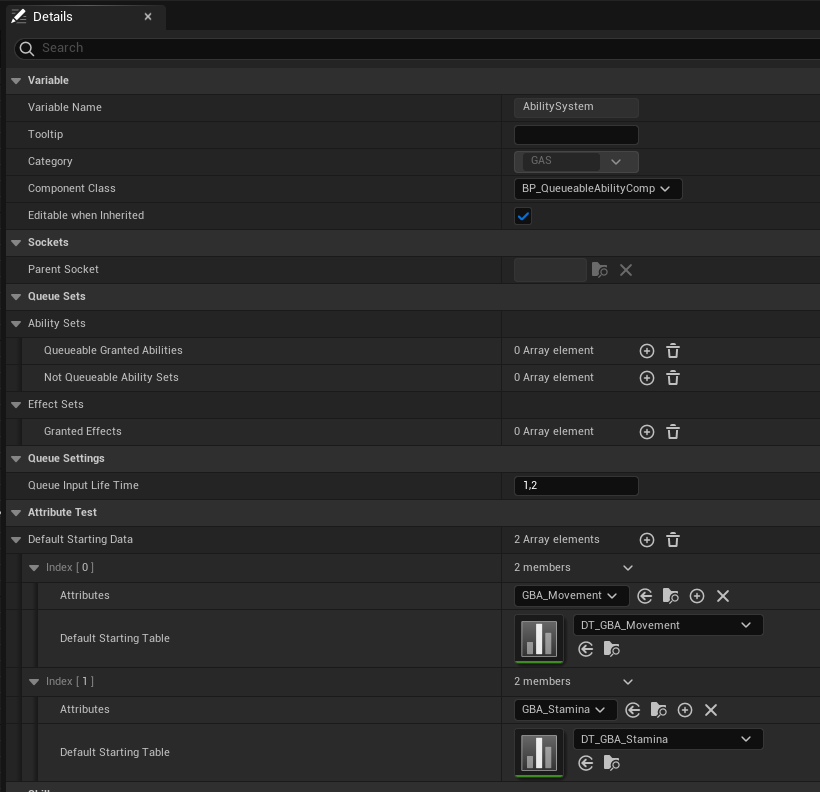 Details
Search
Variable
Variable Name AbilitySystem
Tooltip
Category GAS
Component Class BP_QueueableAbilityComp
Editable when Inherited
Sockets
Parent Socket
Queue Sets
Ability Sets
Queueable Granted Abilities 0 Array element
Not Queueable Ability Sets 0 Array element
Effect Sets
Granted Effects 0 Array element
Queue Settings
Queue Input Life Time 1,2
Attribute Test
Default Starting Data 2 Array elements
Index [ 0 ] 2 members
Attributes GBA_Movement
Default Starting Table DT_GBA_Movement
Index [ 1 ] 2 members
Attributes GBA_Stamina
Default Starting Table DT_GBA_Stamina